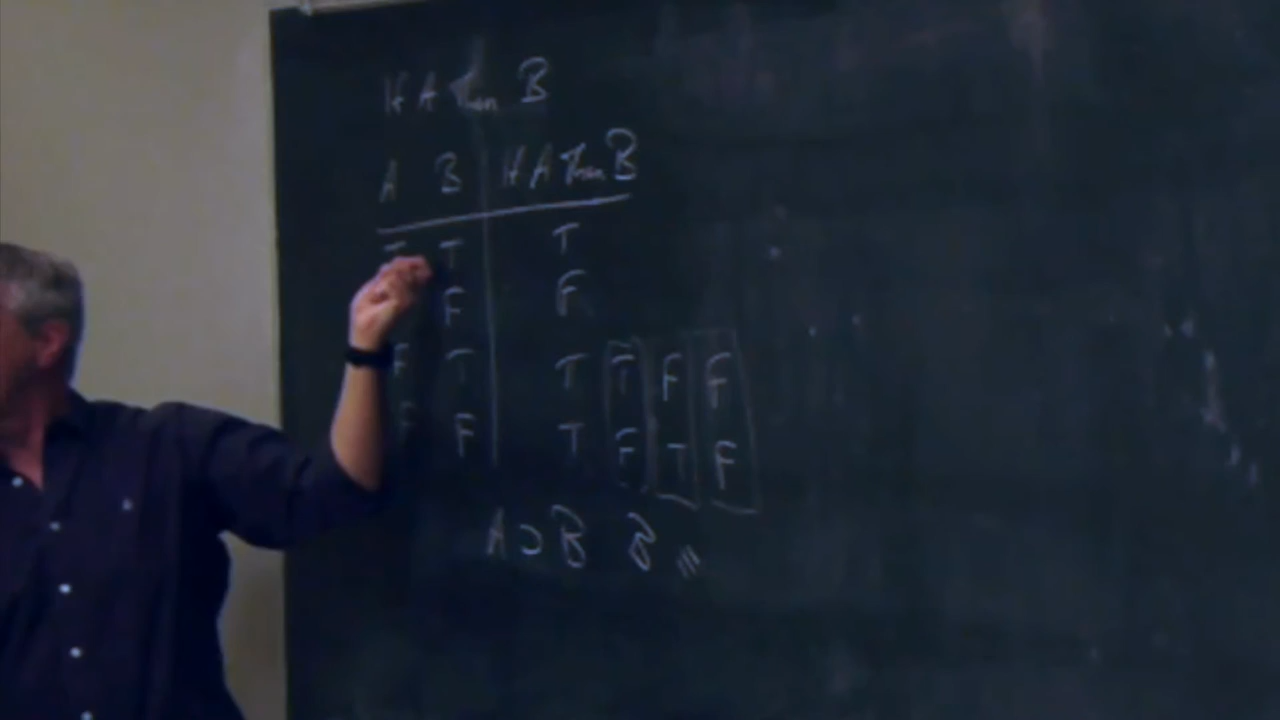 If A Then B
A B If A Then B
T T T
F F
F T T T F F
F F T F T F
A ⊃ B B ///